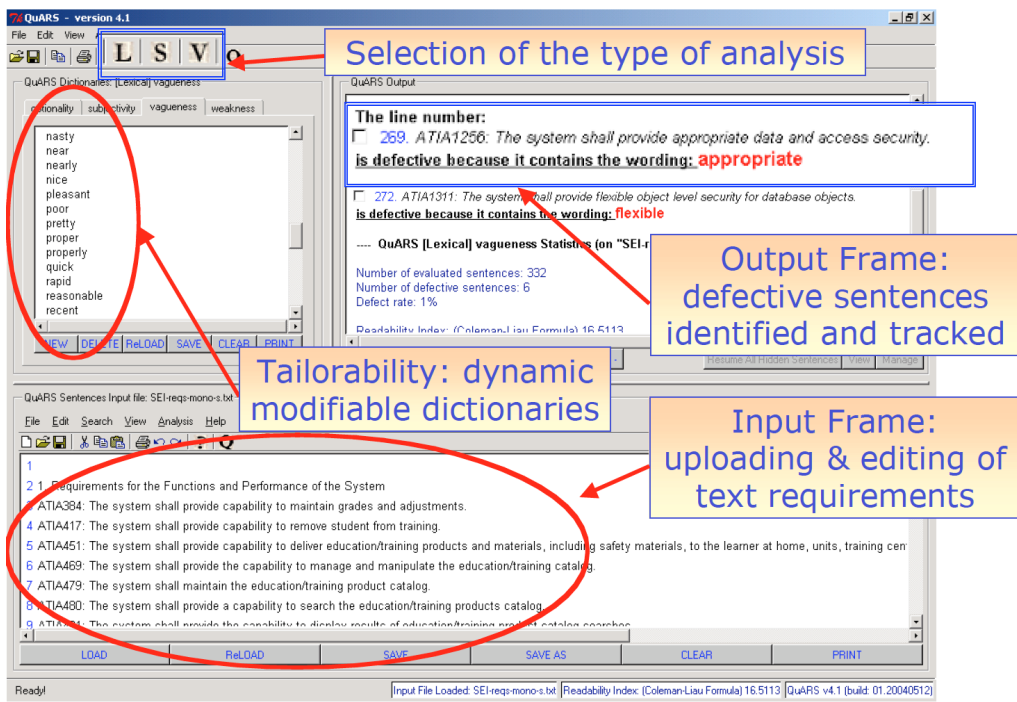 QuARS - version 4.1
File Edit View
L S V
Selection of the type of analysis
QuARS Dictionaries: [Lexical] vagueness
optionality subjectivity vagueness weakness
nasty
near
nearly
nice
pleasant
poor
pretty
proper
properly
quick
rapid
reasonable
recent
NEW DELETE ReLOAD SAVE CLEAR PRINT
QuARS Output
The line number:
269. ATIA1256: The system shall provide appropriate data and access security.
is defective because it contains the wording: appropriate
272. ATIA1311: The system shall provide flexible object level security for database objects.
is defective because it contains the wording: flexible
---- QuARS [Lexical] vagueness Statistics (on "SEI-r
Number of evaluated sentences: 332
Number of defective sentences: 6
Defect rate: 1%
Readability Index: (Coleman-Liau Formula) 16.5113
Output Frame:
defective sentences
identified and tracked
Resume All Hidden Sentences View Manage
Tailorability: dynamic
modifiable dictionaries
QuARS Sentences Input file: SEI-reqs-mono-s.txt
File Edit Search View Analysis Help
Input Frame:
uploading & editing of
text requirements
1
2 1. Requirements for the Functions and Performance of the System
3 ATIA384: The system shall provide capability to maintain grades and adjustments.
4 ATIA417: The system shall provide capability to remove student from training.
5 ATIA451: The system shall provide capability to deliver education/training products and materials, including safety materials, to the learner at home, units, training cen
6 ATIA469: The system shall provide the capability to manage and manipulate the education/training catalog.
7 ATIA479: The system shall maintain the education/training product catalog.
8 ATIA480: The system shall provide a capability to search the education/training products catalog.
9 shall provide the capability to display results of education/training product catalog searches
LOAD ReLOAD SAVE SAVE AS CLEAR PRINT
Ready! Input File Loaded: SEI-reqs-mono-s.txt Readability Index: (Coleman-Liau Formula) 16.5113 QuARS v4.1 (build: 01.20040512)